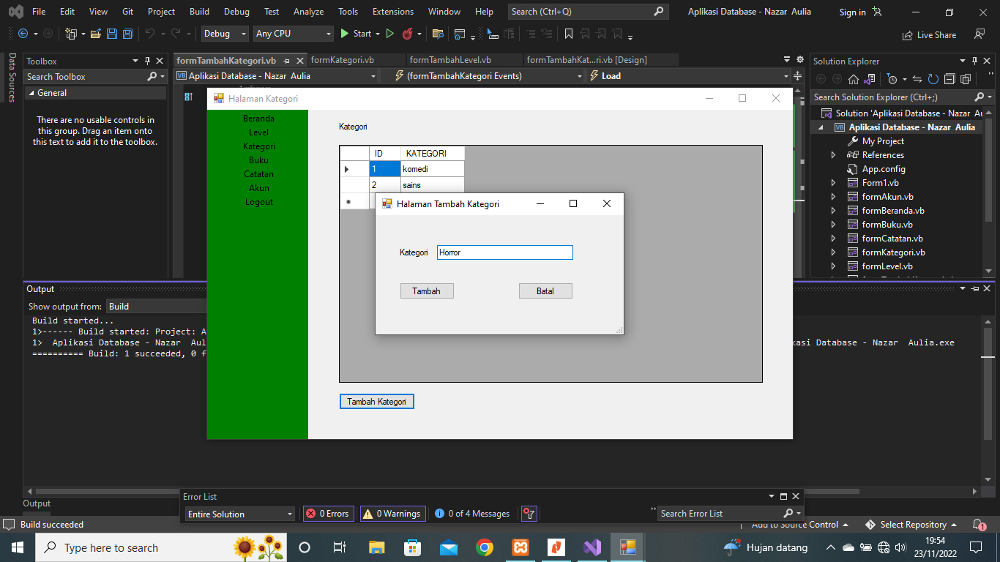 File Edit View Git Project Build Debug Test Analyze Tools Extensions Window Help Search (Ctrl+Q) Aplikasi Database - Nazar Aulia Sign in
Debug Any CPU Start Live Share
Data Sources
Toolbox
Search Toolbox
General
There are no usable controls in
this group. Drag an item onto
this text to add it to the toolbox.
formTambahKategori.vb formKategori.vb formTambahLevel.vb formTambahKat...ri.vb [Design]
Aplikasi Database - Nazar Aulia (formTambahKategori Events) Load
Halaman Kategori
Beranda
Level
Kategori
Buku
Catatan
Akun
Logout
Kategori
ID KATEGORI
1 komedi
2 sains
Halaman Tambah Kategori
Kategori Horror
Tambah Batal
Tambah Kategori
Solution Explorer
Search Solution Explorer (Ctrl+;)
Solution 'Aplikasi Database - Nazar Au
Aplikasi Database - Nazar Aulia
My Project
References
App.config
Form1.vb
formAkun.vb
formBeranda.vb
formBuku.vb
formCatatan.vb
formKategori.vb
formLevel.vb
Output
Show output from: Build
Build started...
1>------ Build started: Project: A
1> Aplikasi Database - Nazar Aul kasi Database - Nazar Aulia.exe
========== Build: 1 succeeded, 0 f
Output
Error List
Entire Solution 0 Errors 0 Warnings 0 of 4 Messages Search Error List
Build succeeded Add to Source Control Select Repository 1
Type here to search Hujan datang 19:54
23/11/2022